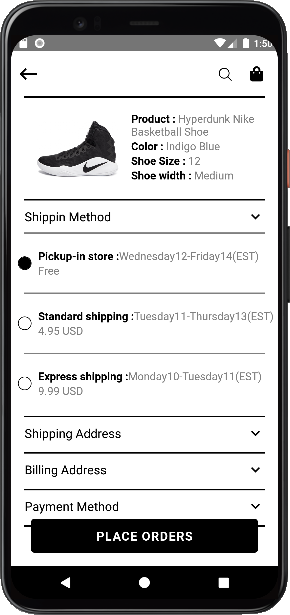 1:50
Product : Hyperdunk Nike
Basketball Shoe
Color : Indigo Blue
Shoe Size : 12
Shoe width : Medium
Shippin Method
Pickup-in store :Wednesday12-Friday14(EST)
Free
Standard shipping :Tuesday11-Thursday13(EST)
4.95 USD
Express shipping :Monday10-Tuesday11(EST)
9.99 USD
Shipping Address
Billing Address
Payment Method
PLACE ORDERS